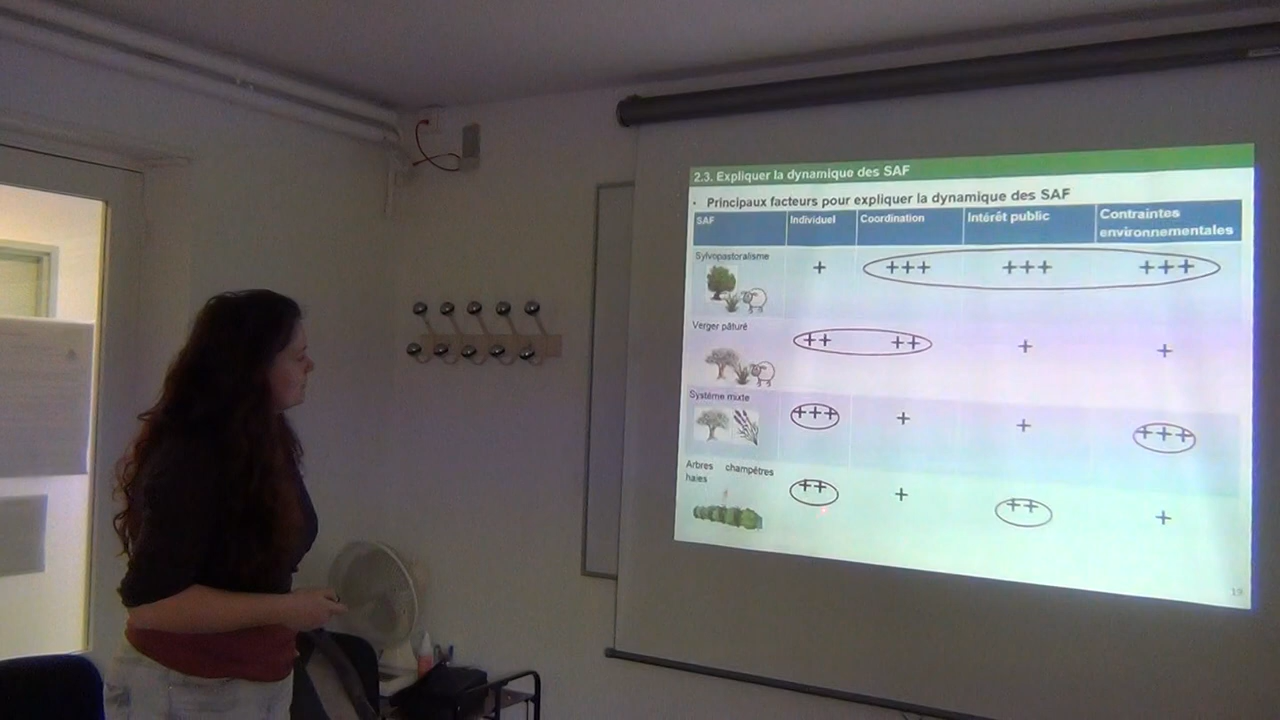 2.3. Expliquer la dynamique des SAF
• Principaux facteurs pour expliquer la dynamique des SAF
SAF Individuel Coordination Intérêt public Contraintes
environnementales
Sylvopastoralisme + +++ +++ +++
Verger pâturé ++ ++ + +
Système mixte +++ + + +++
Arbres champêtres
haies ++ + ++ +
19